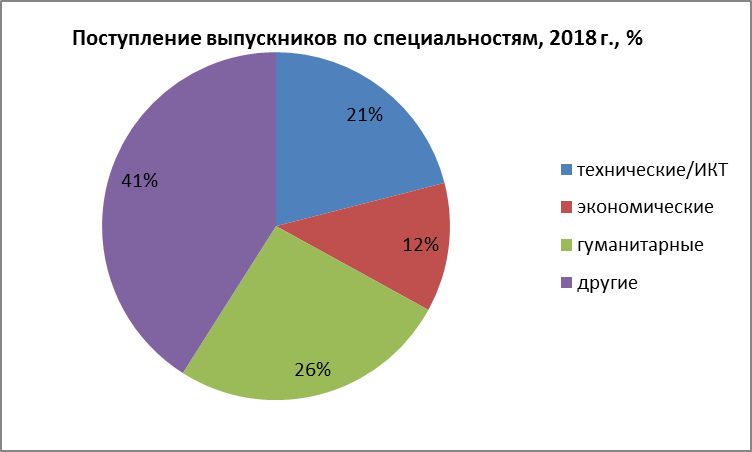 Поступление выпускников по специальностям, 2018 г., %
21%
12%
26%
41%
технические/ИКТ
экономические
гуманитарные
другие